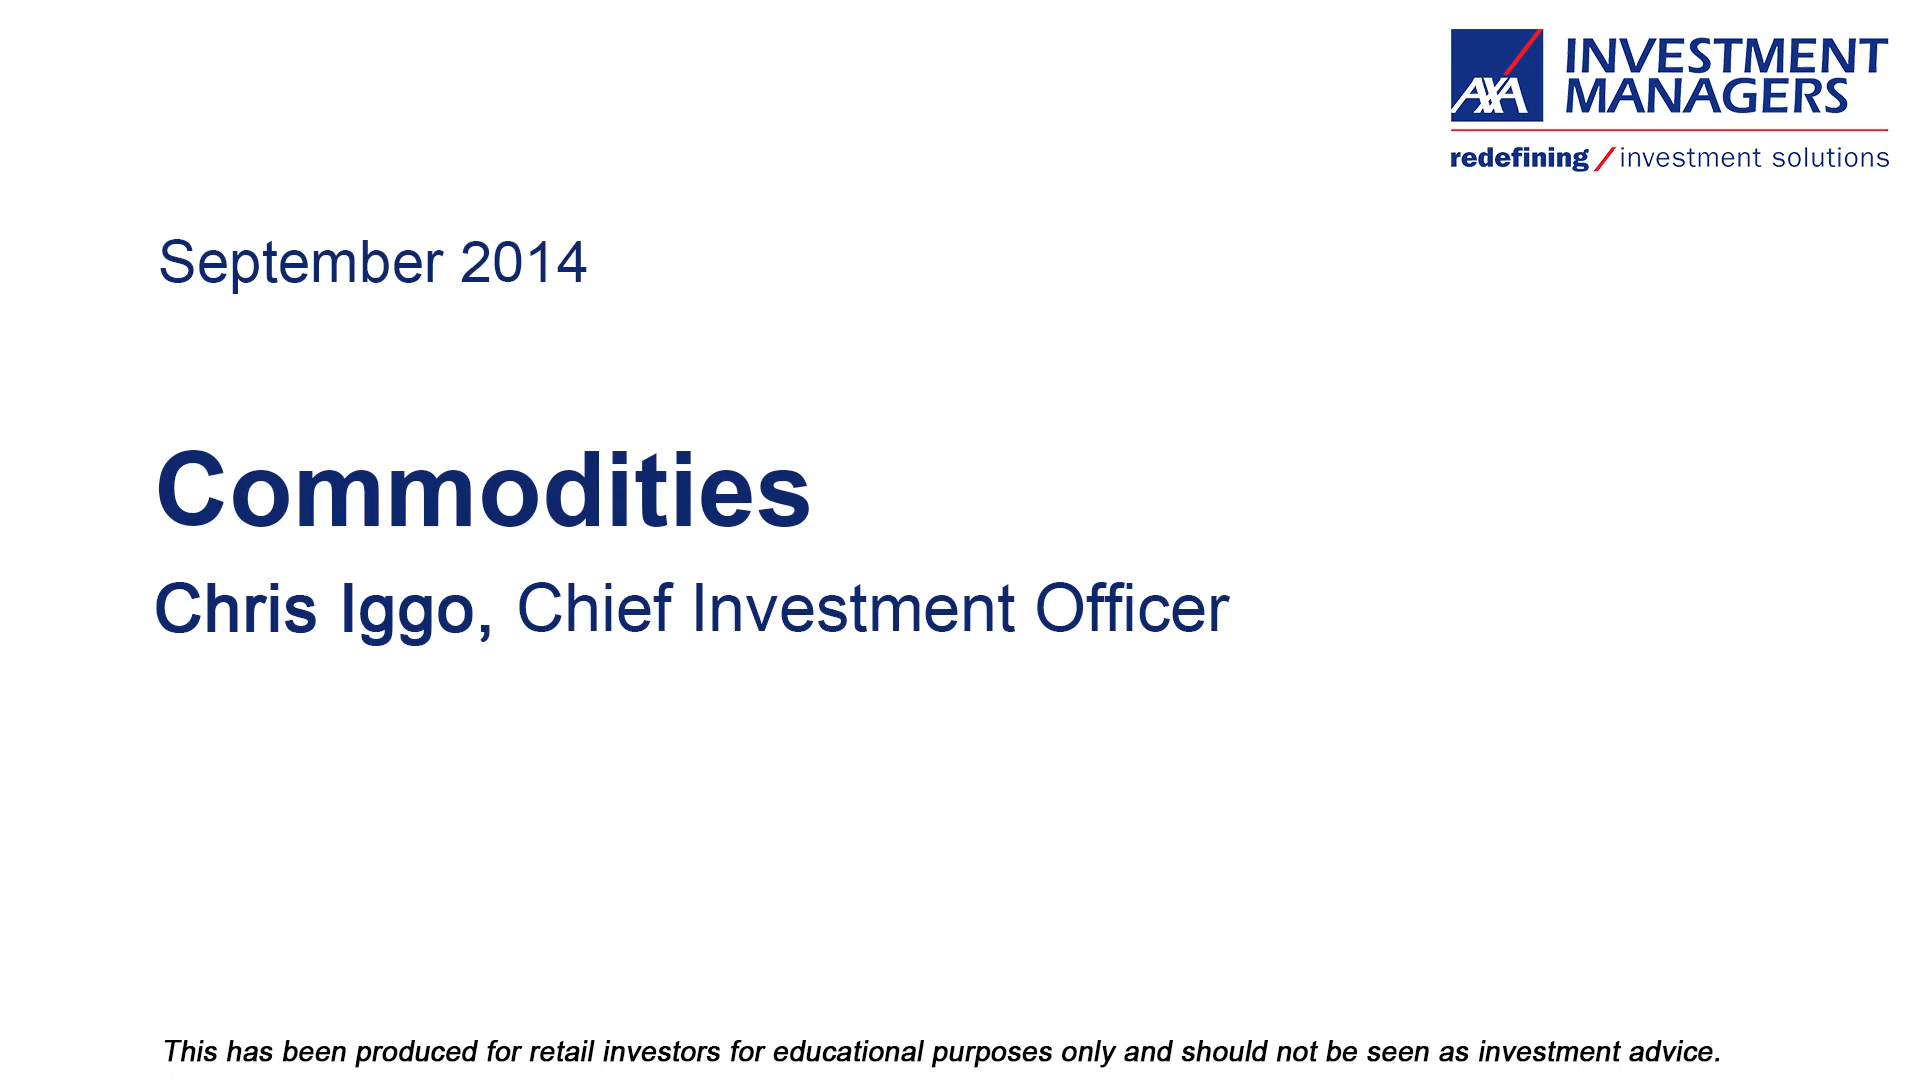 AXA
INVESTMENT
MANAGERS
redefining / investment solutions
September 2014
Commodities
Chris Iggo, Chief Investment Officer
This has been produced for retail investors for educational purposes only and should not be seen as investment advice.